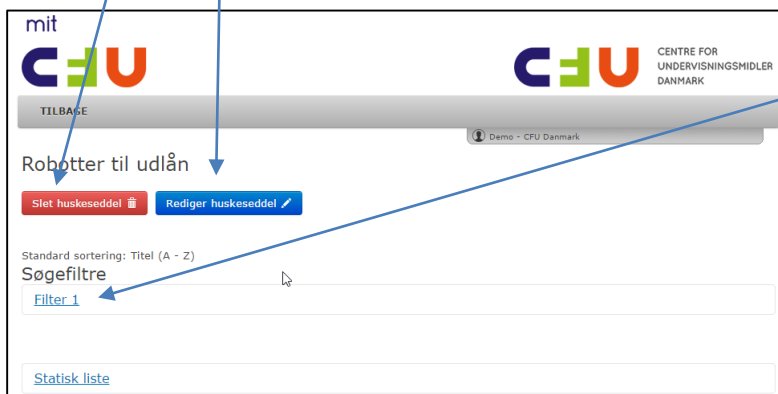 mit
CFU
CFU
CENTRE FOR
UNDERVISNINGSMIDLER
DANMARK
TILBAGE
Demo - CFU Danmark
Robotter til udlån
Slet huskeseddel Rediger huskeseddel
Standard sortering: Titel (A - Z)
Søgefiltre
Filter 1
Statisk liste